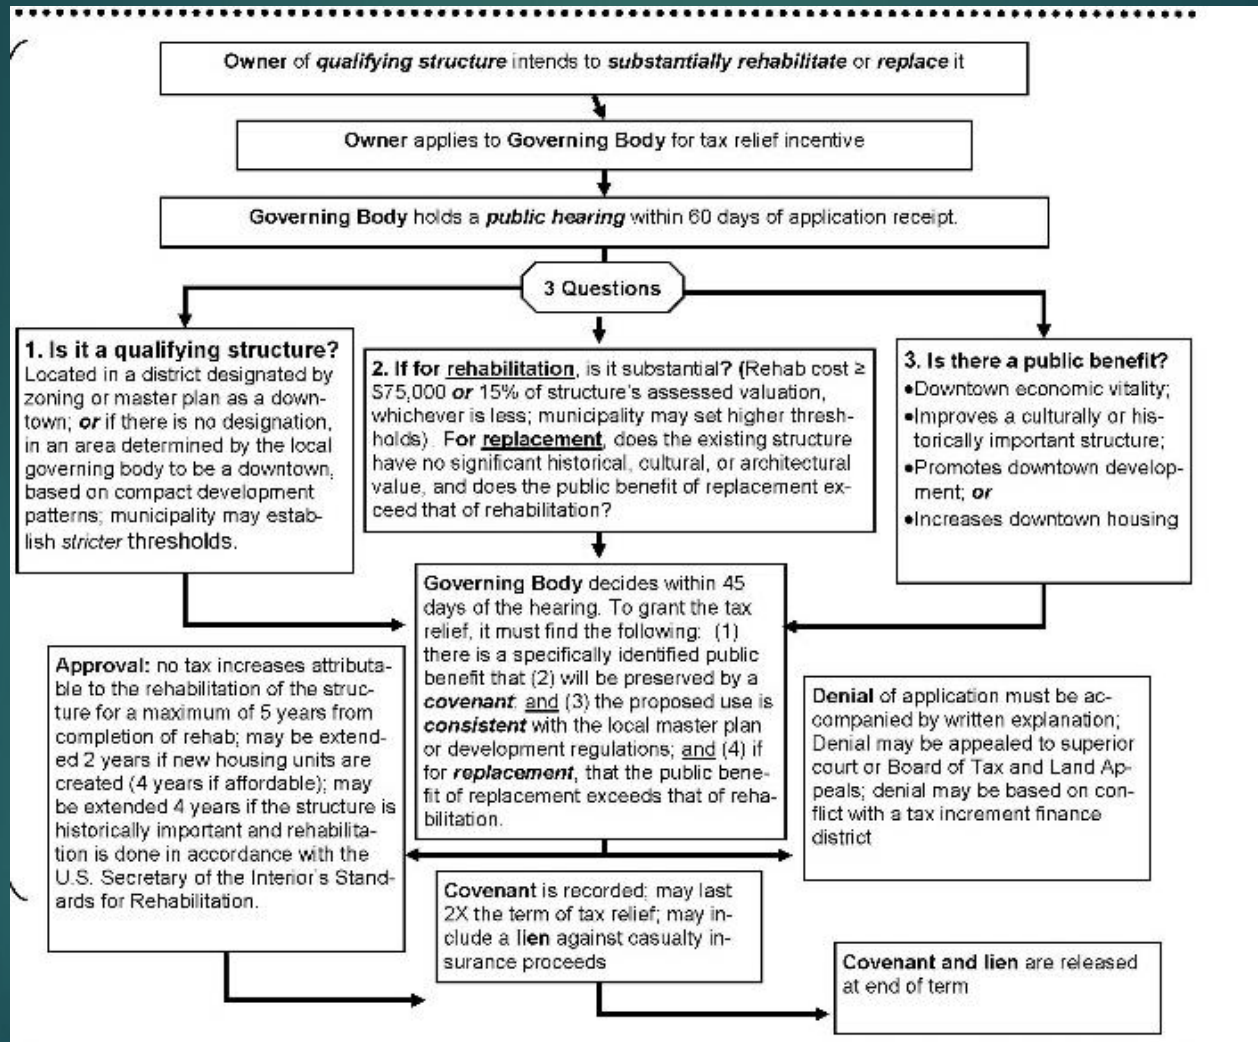 Owner of qualifying structure intends to substantially rehabilitate or replace it
Owner applies to Governing Body for tax relief incentive
Governing Body holds a public hearing within 60 days of application receipt.
3 Questions
1. Is it a qualifying structure?
Located in a district designated by
zoning or master plan as a down-
town; or if there is no designation,
in an area determined by the local
governing body to be a downtown,
based on compact development
patterns; municipality may estab-
lish stricter thresholds.
2. If for rehabilitation, is it substantial? (Rehab cost ≥
$75,000 or 15% of structure's assessed valuation,
whichever is less; municipality may set higher thresh-
holds). For replacement, does the existing structure
have no significant historical, cultural, or architectural
value, and does the public benefit of replacement ex-
ceed that of rehabilitation?
3. Is there a public benefit?
●Downtown economic vitality;
●Improves a culturally or his-
torically important structure;
●Promotes downtown develop-
ment; or
●Increases downtown housing
Governing Body decides within 45
days of the hearing. To grant the tax
relief, it must find the following: (1)
there is a specifically identified public
benefit that (2) will be preserved by a
covenant; and (3) the proposed use is
consistent with the local master plan
or development regulations; and (4) if
for replacement, that the public bene-
fit of replacement exceeds that of reha-
bilitation.
Approval: no tax increases attributa-
ble to the rehabilitation of the struc-
ture for a maximum of 5 years from
completion of rehab; may be extend-
ed 2 years if new housing units are
created (4 years if affordable); may
be extended 4 years if the structure is
historically important and rehabilita-
tion is done in accordance with the
U.S. Secretary of the Interior's Stand-
ards for Rehabilitation.
Denial of application must be ac-
companied by written explanation;
Denial may be appealed to superior
court or Board of Tax and Land Ap-
peals; denial may be based on con-
flict with a tax increment finance
district
Covenant is recorded; may last
2X the term of tax relief; may in-
clude a lien against casualty in-
surance proceeds
Covenant and lien are released
at end of term